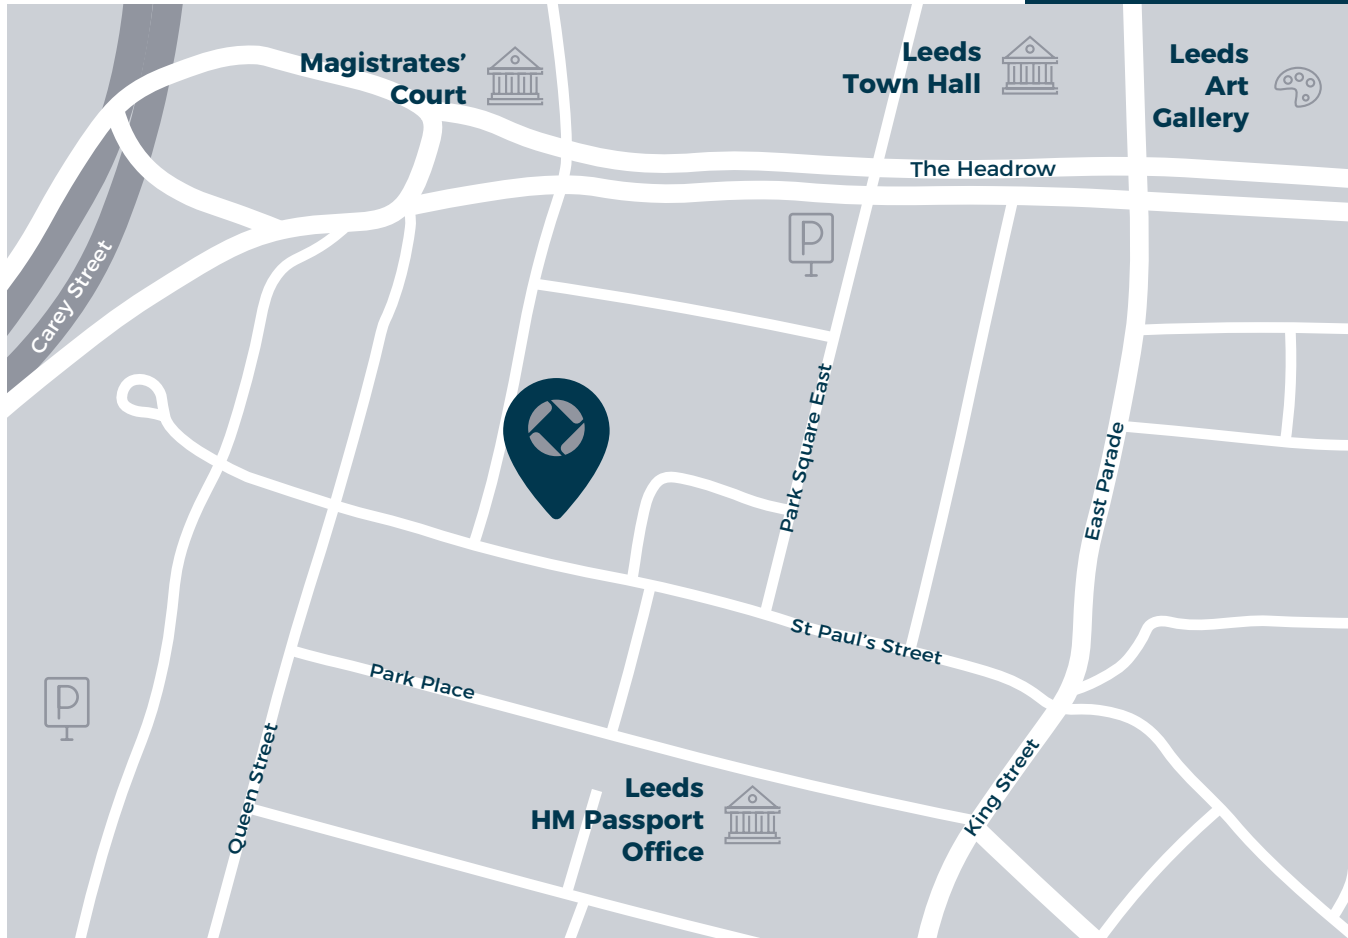 Magistrates’
Court
Leeds
Town Hall
Leeds
Art
Gallery
The Headrow
P
Carey Street
Park Square East
East Parade
St Paul’s Street
Park Place
P
Queen Street
King Street
Leeds
HM Passport
Office